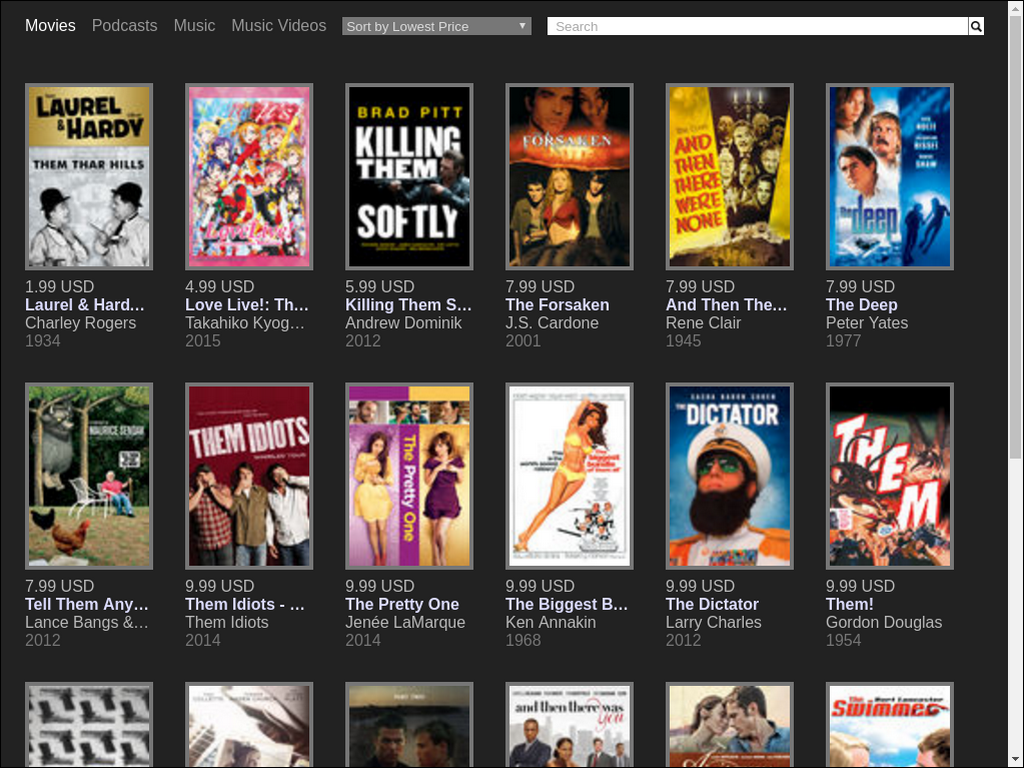 Movies Podcasts Music Music Videos Sort by Lowest Price ▼ Search
LAUREL & HARDY
THEM THAR HILLS
Love Live!
BRAD PITT
KILLING THEM
SOFTLY
FORSAKEN
AND THEN THERE WERE NONE
The deep
1.99 USD
Laurel & Hard…
Charley Rogers
1934
4.99 USD
Love Live!: Th…
Takahiko Kyog…
2015
5.99 USD
Killing Them S…
Andrew Dominik
2012
7.99 USD
The Forsaken
J.S. Cardone
2001
7.99 USD
And Then The…
Rene Clair
1945
7.99 USD
The Deep
Peter Yates
1977
MAURICE SENDAK
THEM IDIOTS
The Pretty One
SACHA BARON COHEN
THE DICTATOR
THEM
7.99 USD
Tell Them Any…
Lance Bangs &…
2012
9.99 USD
Them Idiots - …
Them Idiots
2014
9.99 USD
The Pretty One
Jenée LaMarque
2014
9.99 USD
The Biggest B…
Ken Annakin
1968
9.99 USD
The Dictator
Larry Charles
2012
9.99 USD
Them!
Gordon Douglas
1954
PART TWO
and then there was you
Burt Lancaster
The Swimmer